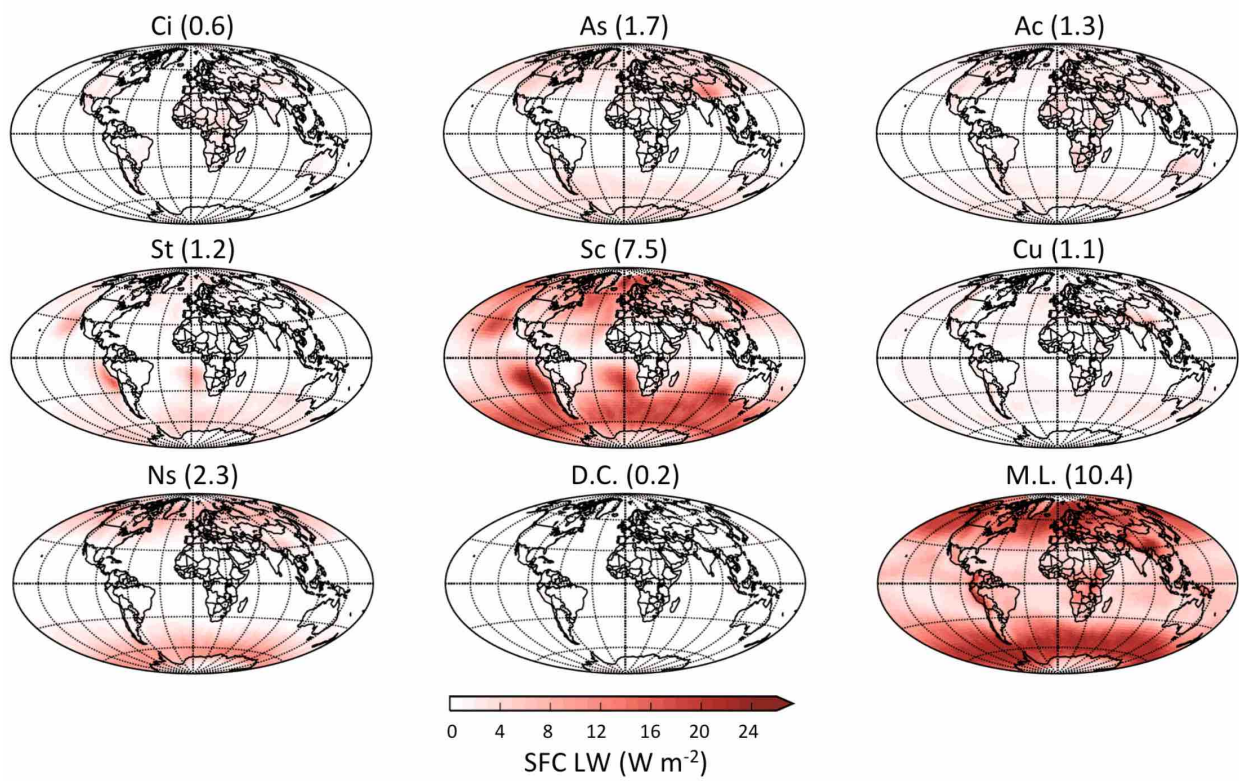 Ci (0.6) As (1.7) Ac (1.3)
St (1.2) Sc (7.5) Cu (1.1)
Ns (2.3) D.C. (0.2) M.L. (10.4)
0 4 8 12 16 20 24
SFC LW (W m⁻²)